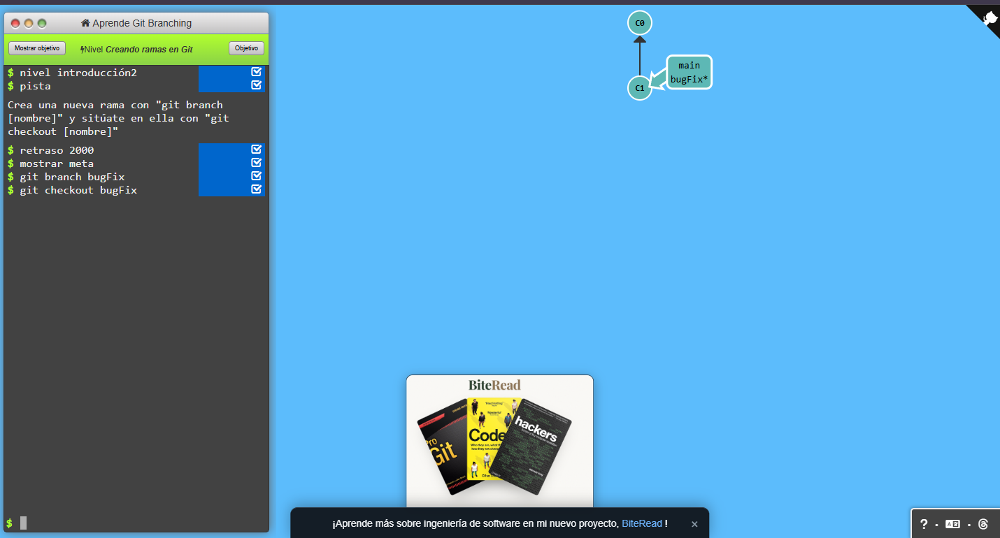 Aprende Git Branching
Mostrar objetivo
Nivel Creando ramas en Git
Objetivo
$ nivel introducción2
$ pista
Crea una nueva rama con "git branch
[nombre]" y sitúate en ella con "git
checkout [nombre]"
$ retraso 2000
$ mostrar meta
$ git branch bugFix
$ git checkout bugFix
$
C0
main
bugFix*
C1
BiteRead
Pro
Git
'Fascinating'
'Masterful'
Code
hackers
¡Aprende más sobre ingeniería de software en mi nuevo proyecto, BiteRead !
×
?